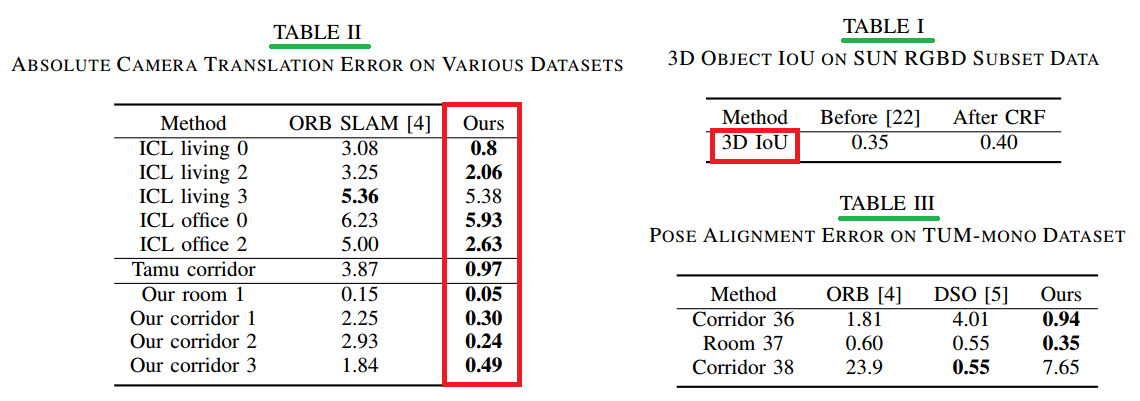 TABLE II
ABSOLUTE CAMERA TRANSLATION ERROR ON VARIOUS DATASETS
Method ORB SLAM [4] Ours
ICL living 0 3.08 0.8
ICL living 2 3.25 2.06
ICL living 3 5.36 5.38
ICL office 0 6.23 5.93
ICL office 2 5.00 2.63
Tamu corridor 3.87 0.97
Our room 1 0.15 0.05
Our corridor 1 2.25 0.30
Our corridor 2 2.93 0.24
Our corridor 3 1.84 0.49
TABLE I
3D OBJECT IOU ON SUN RGBD SUBSET DATA
Method Before [22] After CRF
3D IoU 0.35 0.40
TABLE III
POSE ALIGNMENT ERROR ON TUM-MONO DATASET
Method ORB [4] DSO [5] Ours
Corridor 36 1.81 4.01 0.94
Room 37 0.60 0.55 0.35
Corridor 38 23.9 0.55 7.65